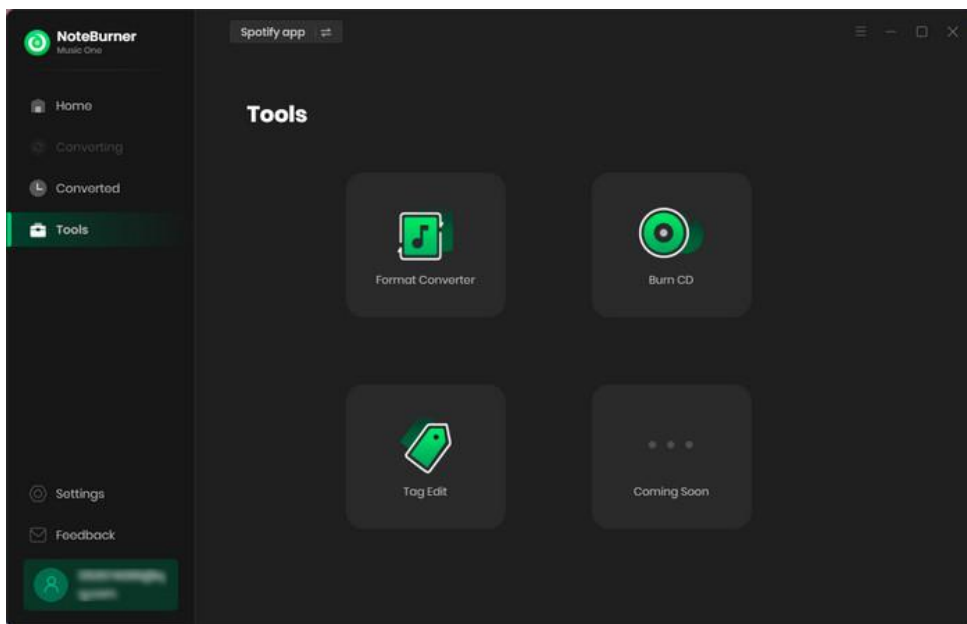 NoteBurner
Music One
Spotify app
Home
Tools
Converting
Converted
Tools
Format Converter
Burn CD
Tag Edit
Coming Soon
Settings
Feedback